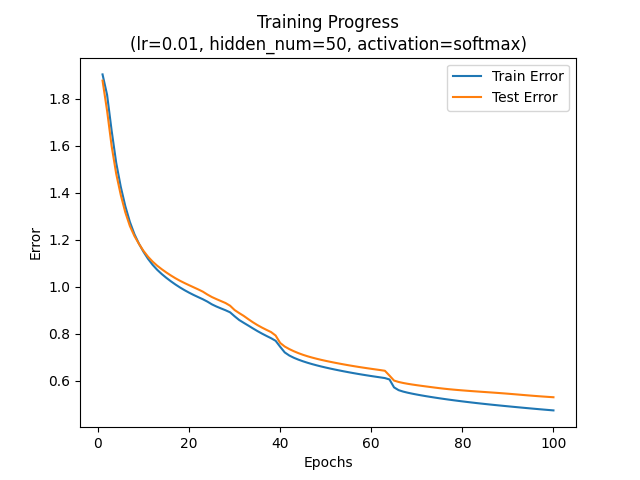 Training Progress
(lr=0.01, hidden_num=50, activation=softmax)
Train Error
Test Error
Error
1.8
1.6
1.4
1.2
1.0
0.8
0.6
0 20 40 60 80 100
Epochs